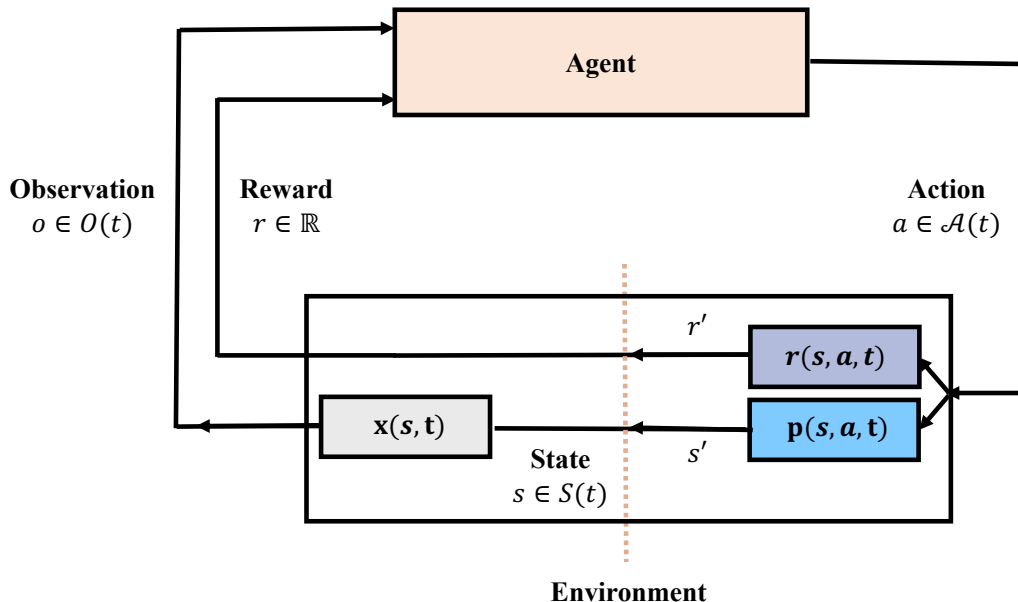 Agent
Observation
o ∈ O(t)
Reward
r ∈ ℝ
Action
a ∈ 𝒜(t)
r′
r(s, a, t)
x(s, t)
p(s, a, t)
s′
State
s ∈ S(t)
Environment